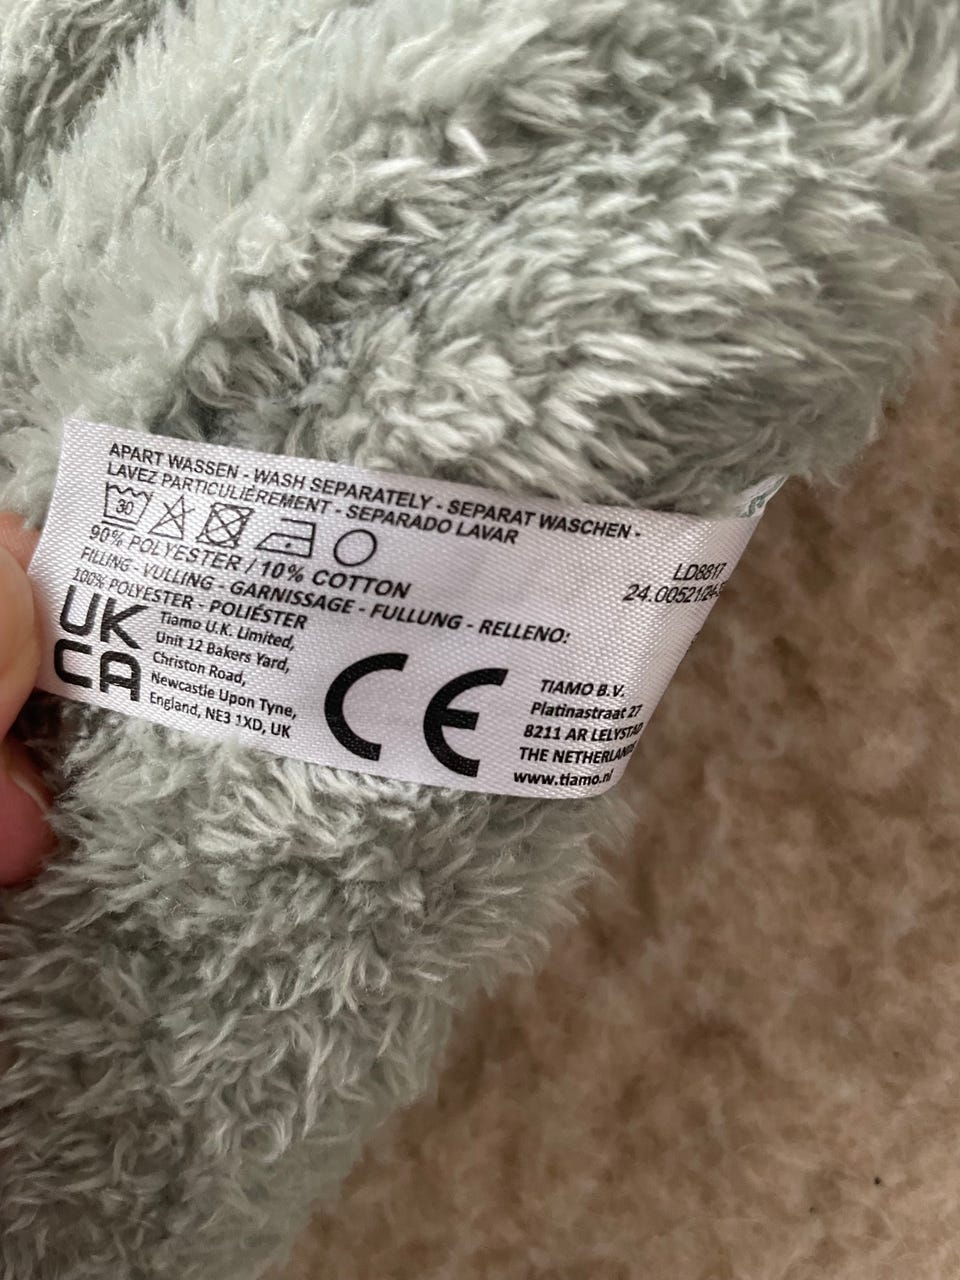 APART WASSEN - WASH SEPARATELY - SEPARAT WASCHEN -
LAVEZ PARTICULIEREMENT - SEPARADO LAVAR
30
90% POLYESTER / 10% COTTON
FILLING - VULLING - GARNISSAGE - FULLUNG - RELLENO:
100% POLYESTER - POLIÉSTER
UK
CA
Tiamo U.K. Limited,
Unit 12 Bakers Yard,
Christon Road,
Newcastle Upon Tyne,
England, NE3 1XD, UK
CE
LD8817
TIAMO B.V.
Platinastraat 27
8211 AR LELYSTAD
THE NETHERLANDS
www.tiamo.nl